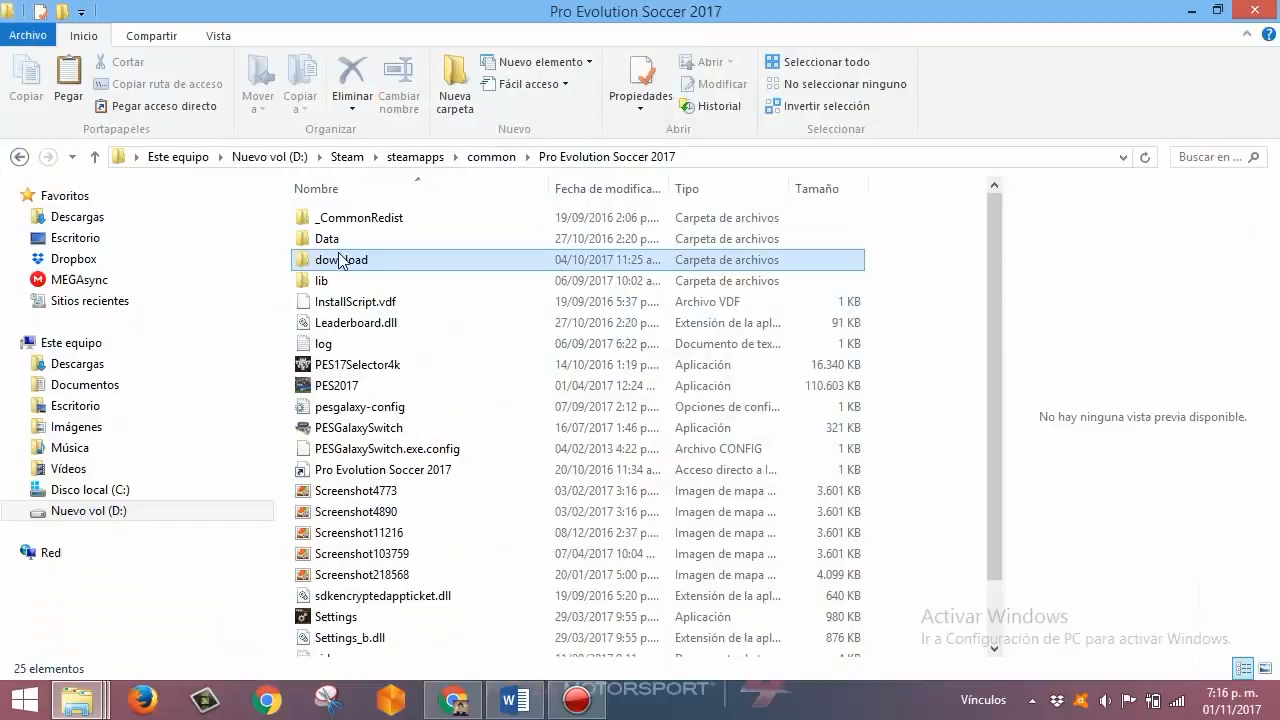 Pro Evolution Soccer 2017
Archivo Inicio Compartir Vista
Copiar Pegar Cortar Copiar ruta de acceso Pegar acceso directo
Mover a Copiar a Eliminar Cambiar nombre
Nueva carpeta Nuevo elemento Fácil acceso
Propiedades Abrir Modificar Historial
Seleccionar todo No seleccionar ninguno Invertir selección
Portapapeles Organizar Nuevo Abrir Seleccionar
Este equipo Nuevo vol (D:) Steam steamapps common Pro Evolution Soccer 2017 Buscar en ...
Favoritos
Descargas
Escritorio
Dropbox
MEGAsync
Sitios recientes
Este equipo
Descargas
Documentos
Escritorio
Imágenes
Música
Vídeos
Disco local (C:)
Nuevo vol (D:)
Red
Nombre Fecha de modifica... Tipo Tamaño
_CommonRedist 19/09/2016 2:06 p.... Carpeta de archivos
Data 27/10/2016 2:20 p.... Carpeta de archivos
download 04/10/2017 11:25 a... Carpeta de archivos
lib 06/09/2017 10:02 a... Carpeta de archivos
InstallScript.vdf 19/09/2016 5:37 p.... Archivo VDF 1 KB
Leaderboard.dll 27/10/2016 2:20 p.... Extensión de la apl... 91 KB
log 06/09/2017 6:22 p.... Documento de tex... 1 KB
PES17Selector4k 14/10/2016 1:19 p.... Aplicación 16.340 KB
PES2017 01/04/2017 12:24 ... Aplicación 110.603 KB
pesgalaxy-config 07/09/2017 2:12 p.... Opciones de confi... 1 KB
PESGalaxySwitch 16/07/2017 1:46 p.... Aplicación 321 KB
PESGalaxySwitch.exe.config 04/02/2013 4:22 p.... Archivo CONFIG 1 KB
Pro Evolution Soccer 2017 20/10/2016 11:34 a... Acceso directo a l... 1 KB
Screenshot4773 03/02/2017 3:16 p.... Imagen de mapa ... 3.601 KB
Screenshot4890 03/02/2017 3:16 p.... Imagen de mapa ... 3.601 KB
Screenshot11216 08/12/2016 2:37 p.... Imagen de mapa ... 3.601 KB
Screenshot103759 07/04/2017 10:04 ... Imagen de mapa ... 3.601 KB
Screenshot218568 20/01/2017 5:00 p.... Imagen de mapa ... 4.099 KB
sdkencryptedappticket.dll 19/09/2016 5:20 p.... Extensión de la apl... 640 KB
Settings 29/03/2017 9:55 p.... Aplicación 980 KB
Settings_b.dll 29/03/2017 9:55 p.... Extensión de la apl... 876 KB
No hay ninguna vista previa disponible.
Activar Windows
Ir a Configuración de PC para activar Windows.
25 elementos
OTORSPORT
Vínculos
7:16 p. m.
01/11/2017